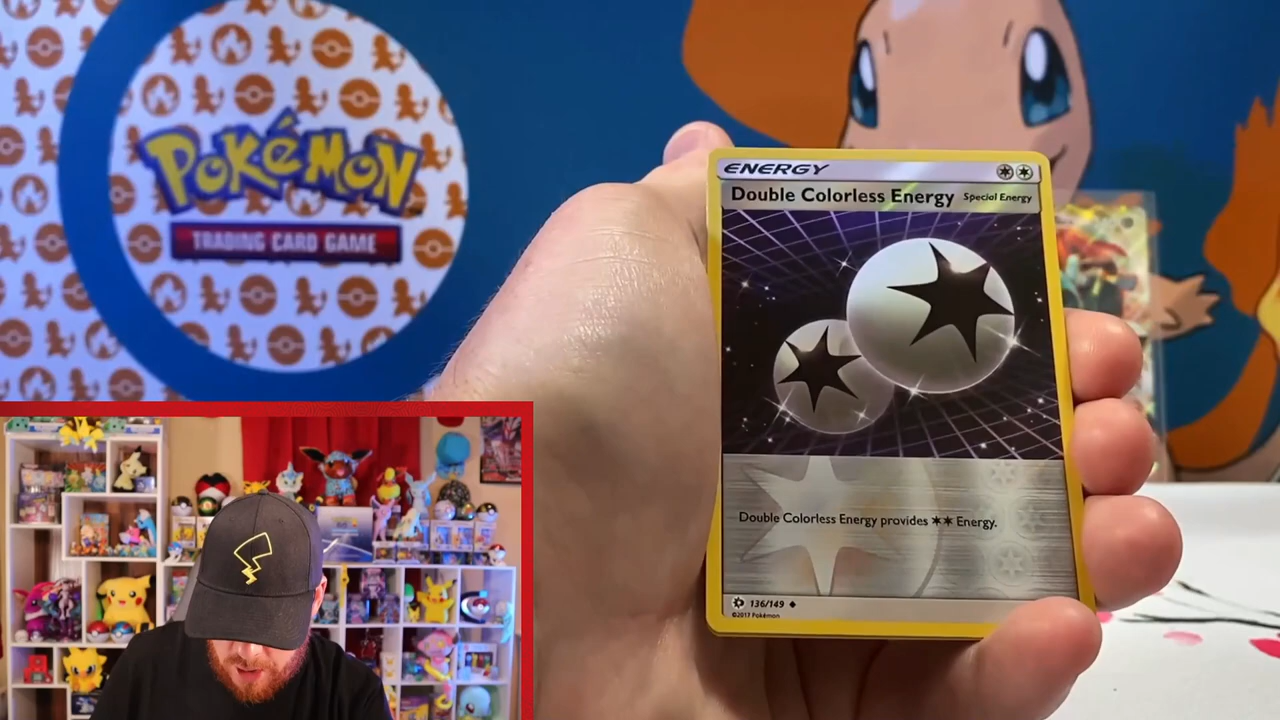 POKéMON
TRADING CARD GAME
ENERGY
Double Colorless Energy Special Energy
Double Colorless Energy provides ✶✶ Energy.
136/149 ◆
©2017 Pokémon